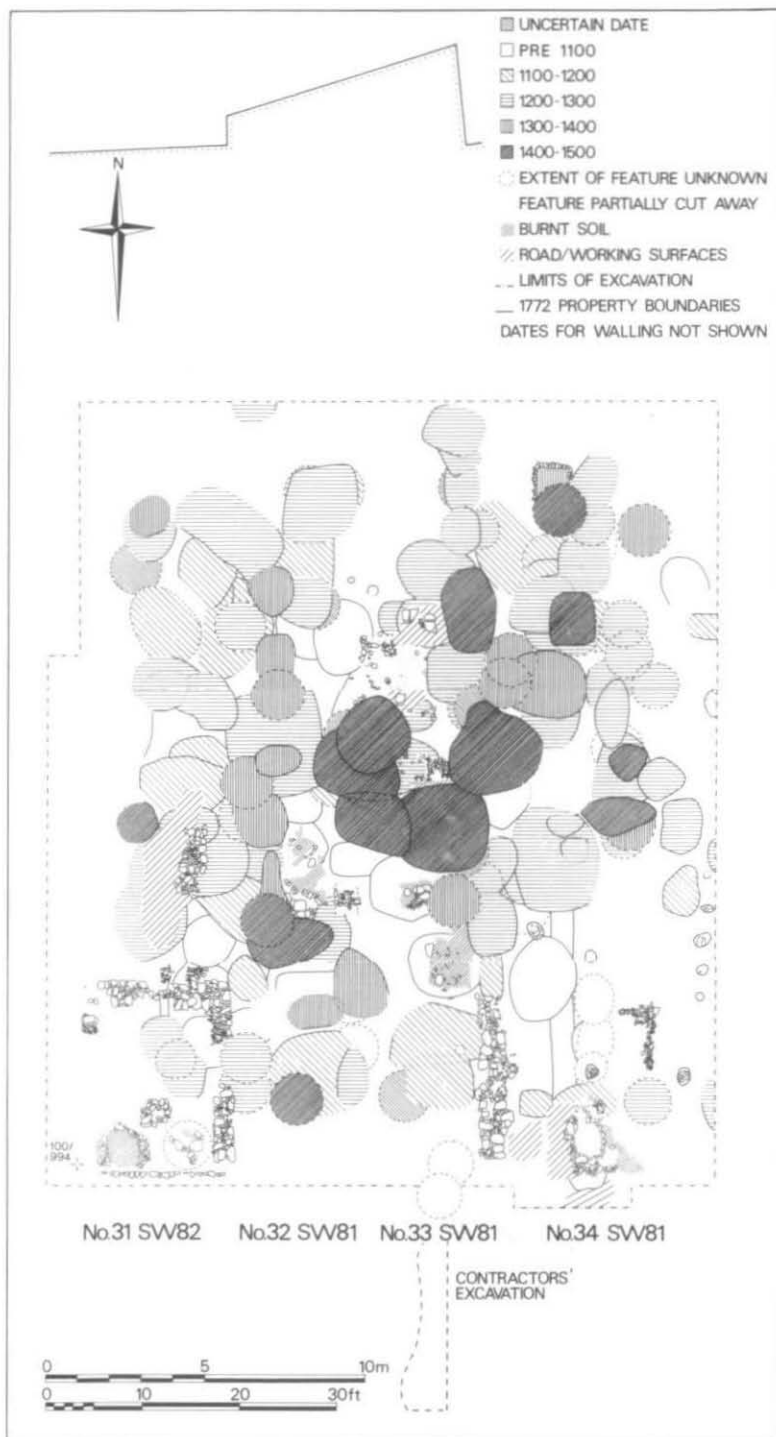 UNCERTAIN DATE
PRE 1100
1100-1200
1200-1300
1300-1400
1400-1500
EXTENT OF FEATURE UNKNOWN
FEATURE PARTIALLY CUT AWAY
BURNT SOIL
ROAD/WORKING SURFACES
LIMITS OF EXCAVATION
1772 PROPERTY BOUNDARIES
DATES FOR WALLING NOT SHOWN
N
100/
994
No.31 SW82 No.32 SW81 No.33 SW81 No.34 SW81
CONTRACTORS'
EXCAVATION
0 5 10m
0 10 20 30ft